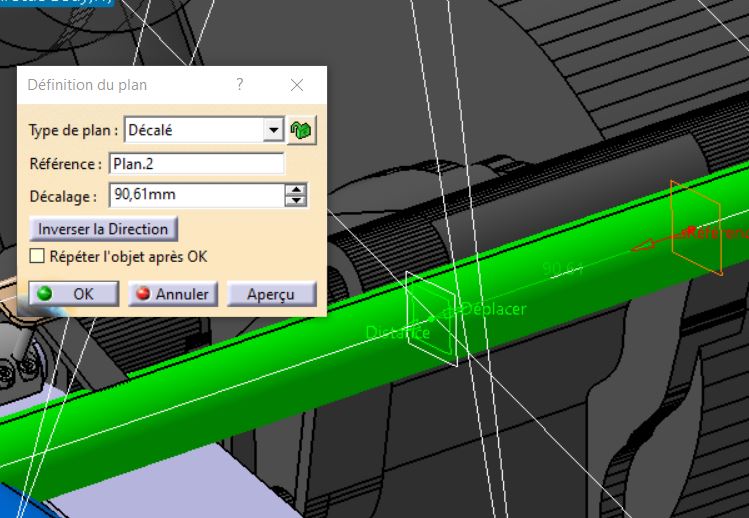 Définition du plan ?
Type de plan : Décalé
Référence : Plan.2
Décalage : 90,61mm
Inverser la Direction
Répéter l'objet après OK
OK Annuler Aperçu
90,61
Déplacer
Distance